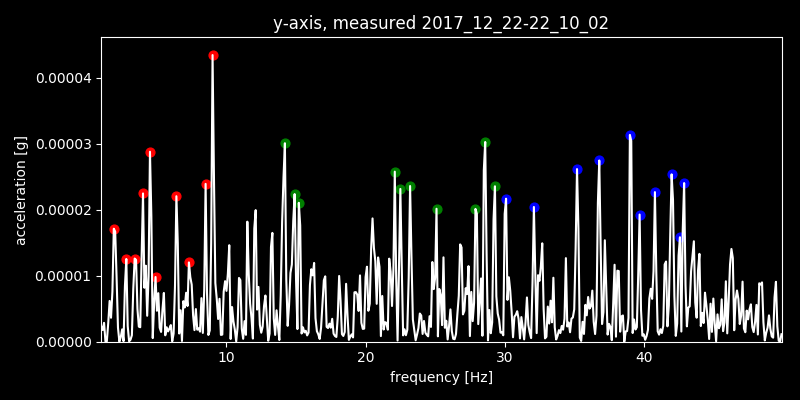 y-axis, measured 2017_12_22-22_10_02
0.00004
0.00003
0.00002
0.00001
0.00000
acceleration [g]
10 20 30 40
frequency [Hz]